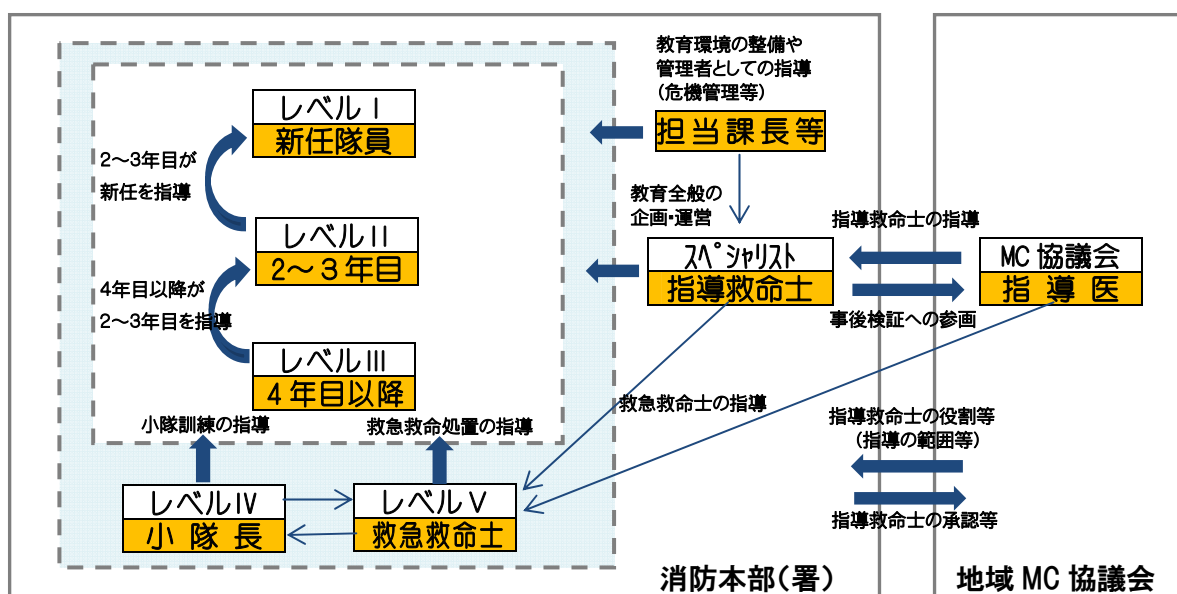 教育環境の整備や
管理者としての指導
(危機管理等)
担当課長等
レベルⅠ
新任隊員
2～3年目が
新任を指導
教育全般の
企画・運営
レベルⅡ
2～3年目
4年目以降が
2～3年目を指導
レベルⅢ
4年目以降
スペシャリスト
指導救命士
指導救命士の指導
事後検証への参画
MC協議会
指導医
小隊訓練の指導
救急救命処置の指導
救急救命士の指導
指導救命士の役割等
(指導の範囲等)
指導救命士の承認等
レベルⅣ
小隊長
レベルⅤ
救急救命士
消防本部(署)
地域MC協議会